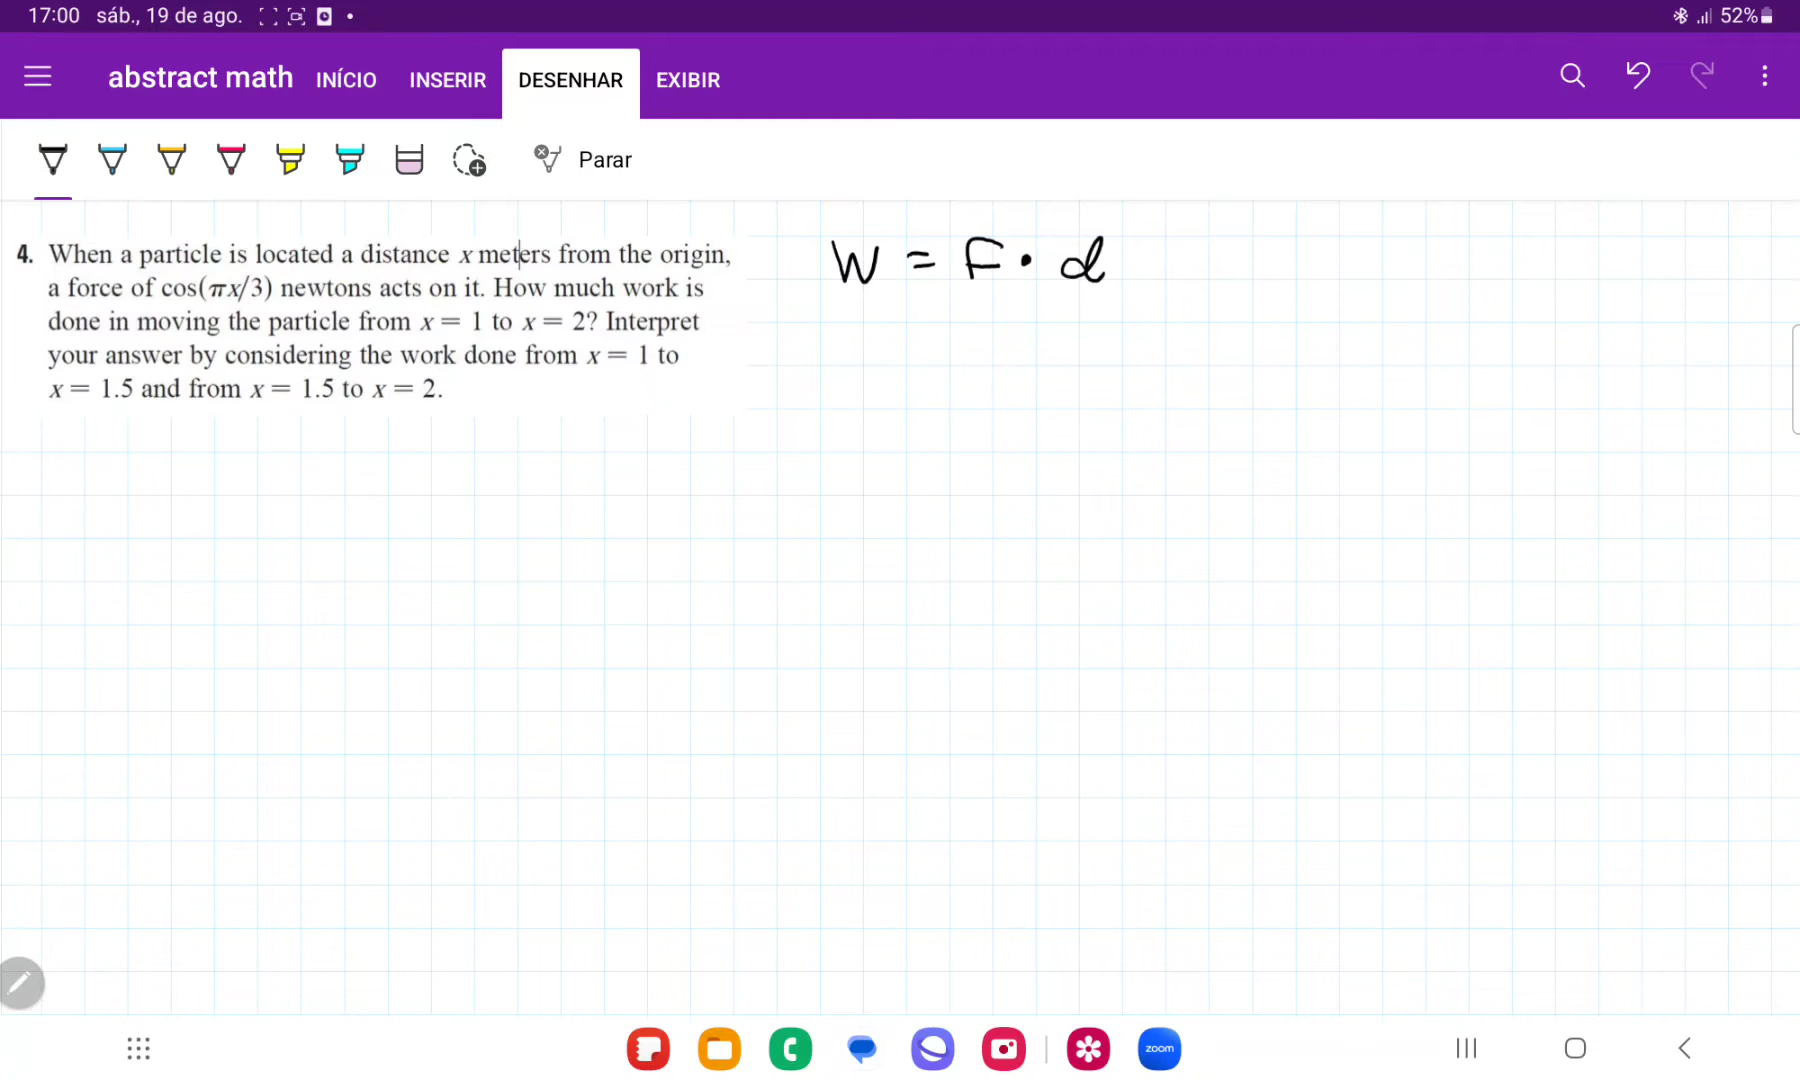 17:00 sáb., 19 de ago. 52%
abstract math INÍCIO INSERIR DESENHAR EXIBIR
Parar
4. When a particle is located a distance x meters from the origin,
a force of cos(πx/3) newtons acts on it. How much work is
done in moving the particle from x = 1 to x = 2? Interpret
your answer by considering the work done from x = 1 to
x = 1.5 and from x = 1.5 to x = 2.
W = F · d
zoom